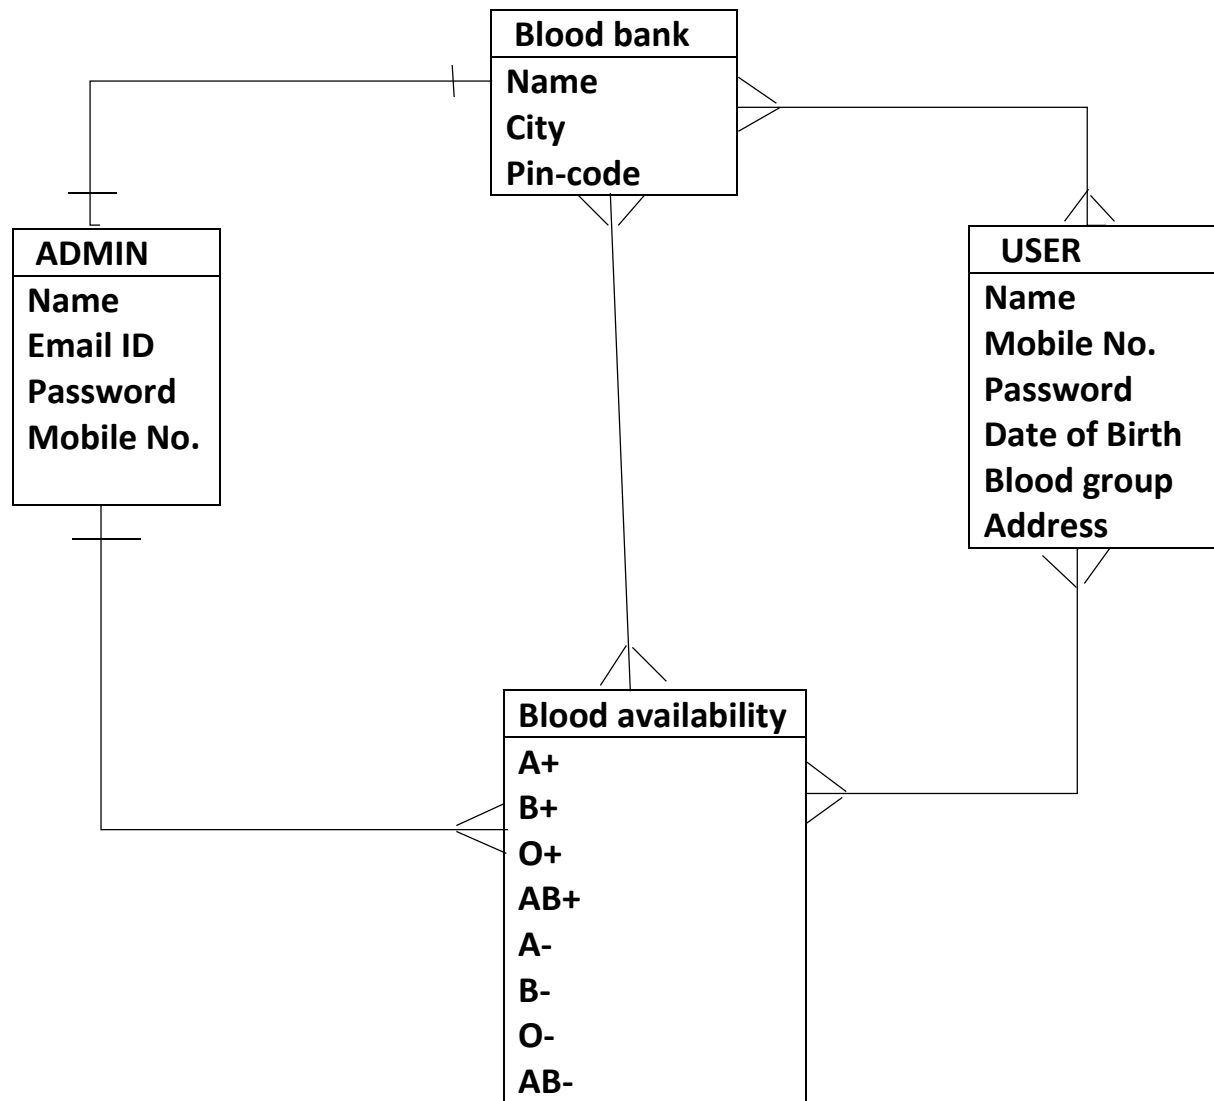 Blood bank
Name
City
Pin-code
ADMIN
Name
Email ID
Password
Mobile No.
USER
Name
Mobile No.
Password
Date of Birth
Blood group
Address
Blood availability
A+
B+
O+
AB+
A-
B-
O-
AB-